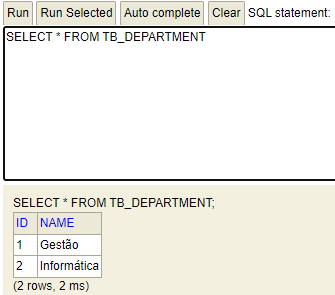 Run Run Selected Auto complete Clear SQL statement:
SELECT * FROM TB_DEPARTMENT
SELECT * FROM TB_DEPARTMENT;
ID NAME
1 Gestão
2 Informática
(2 rows, 2 ms)